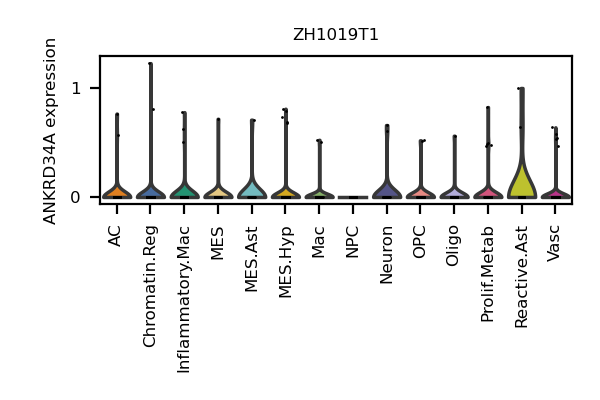 ZH1019T1
ANKRD34A expression
1
0
AC
Chromatin.Reg
Inflammatory.Mac
MES
MES.Ast
MES.Hyp
Mac
NPC
Neuron
OPC
Oligo
Prolif.Metab
Reactive.Ast
Vasc